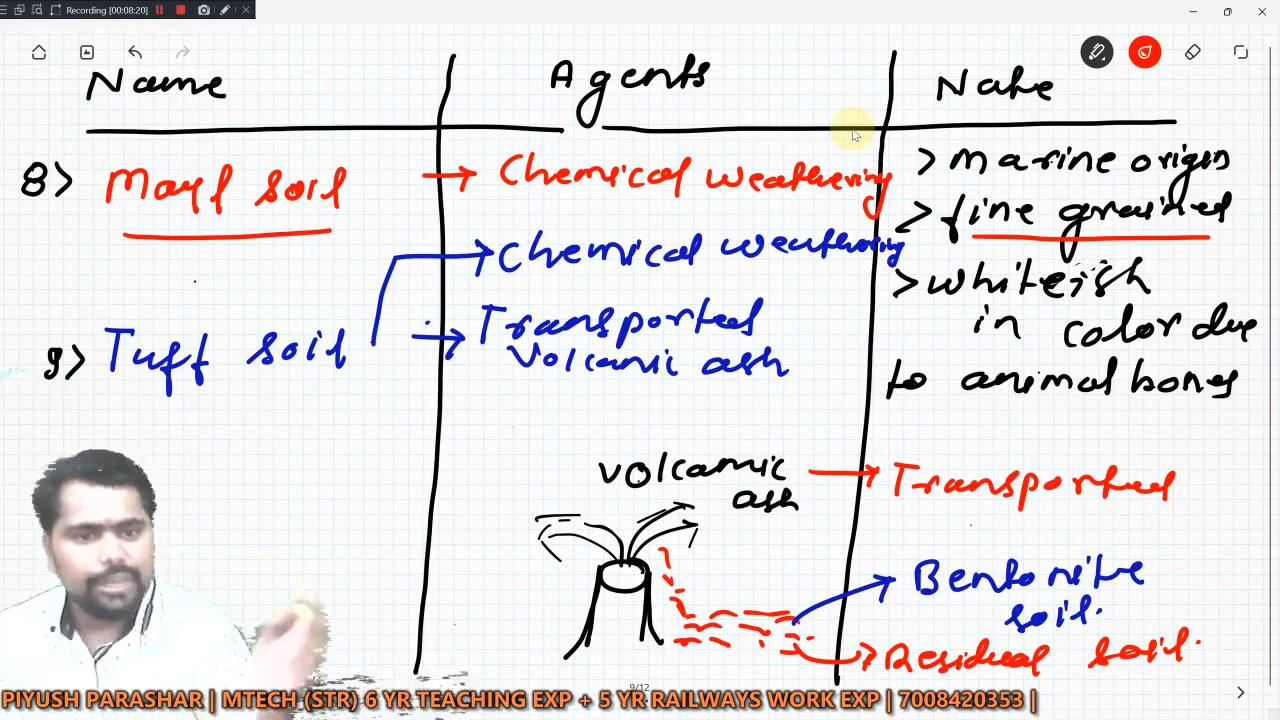 Recording [00:08:20]
Name Agents Nate
8> Marl soil → Chemical weathering
> marine origin
> fine grained
> whiteish
in color due
to animal bones
9> Tuff soil
→ Chemical weathering
→ Transported
volcanic ash
volcanic
ash
→ Transported
Bentonite
soil.
Residual soil.
9/12
PIYUSH PARASHAR | MTECH (STR) 6 YR TEACHING EXP + 5 YR RAILWAYS WORK EXP | 7008420353 |